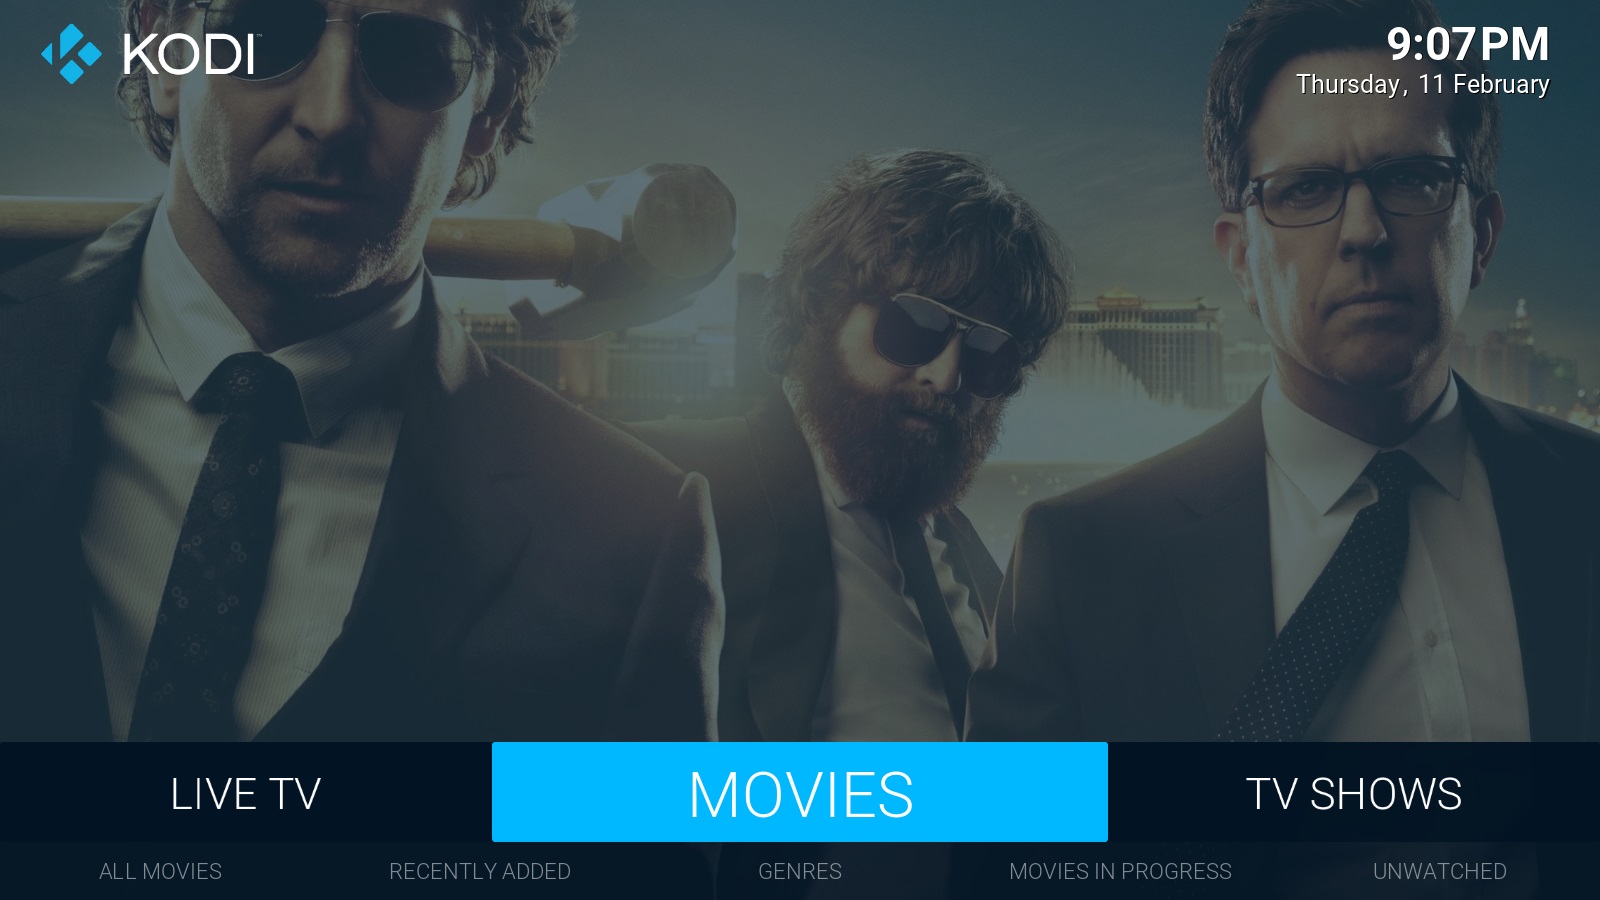 KODI™
9:07PM
Thursday, 11 February
LIVE TV
MOVIES
TV SHOWS
ALL MOVIES
RECENTLY ADDED
GENRES
MOVIES IN PROGRESS
UNWATCHED